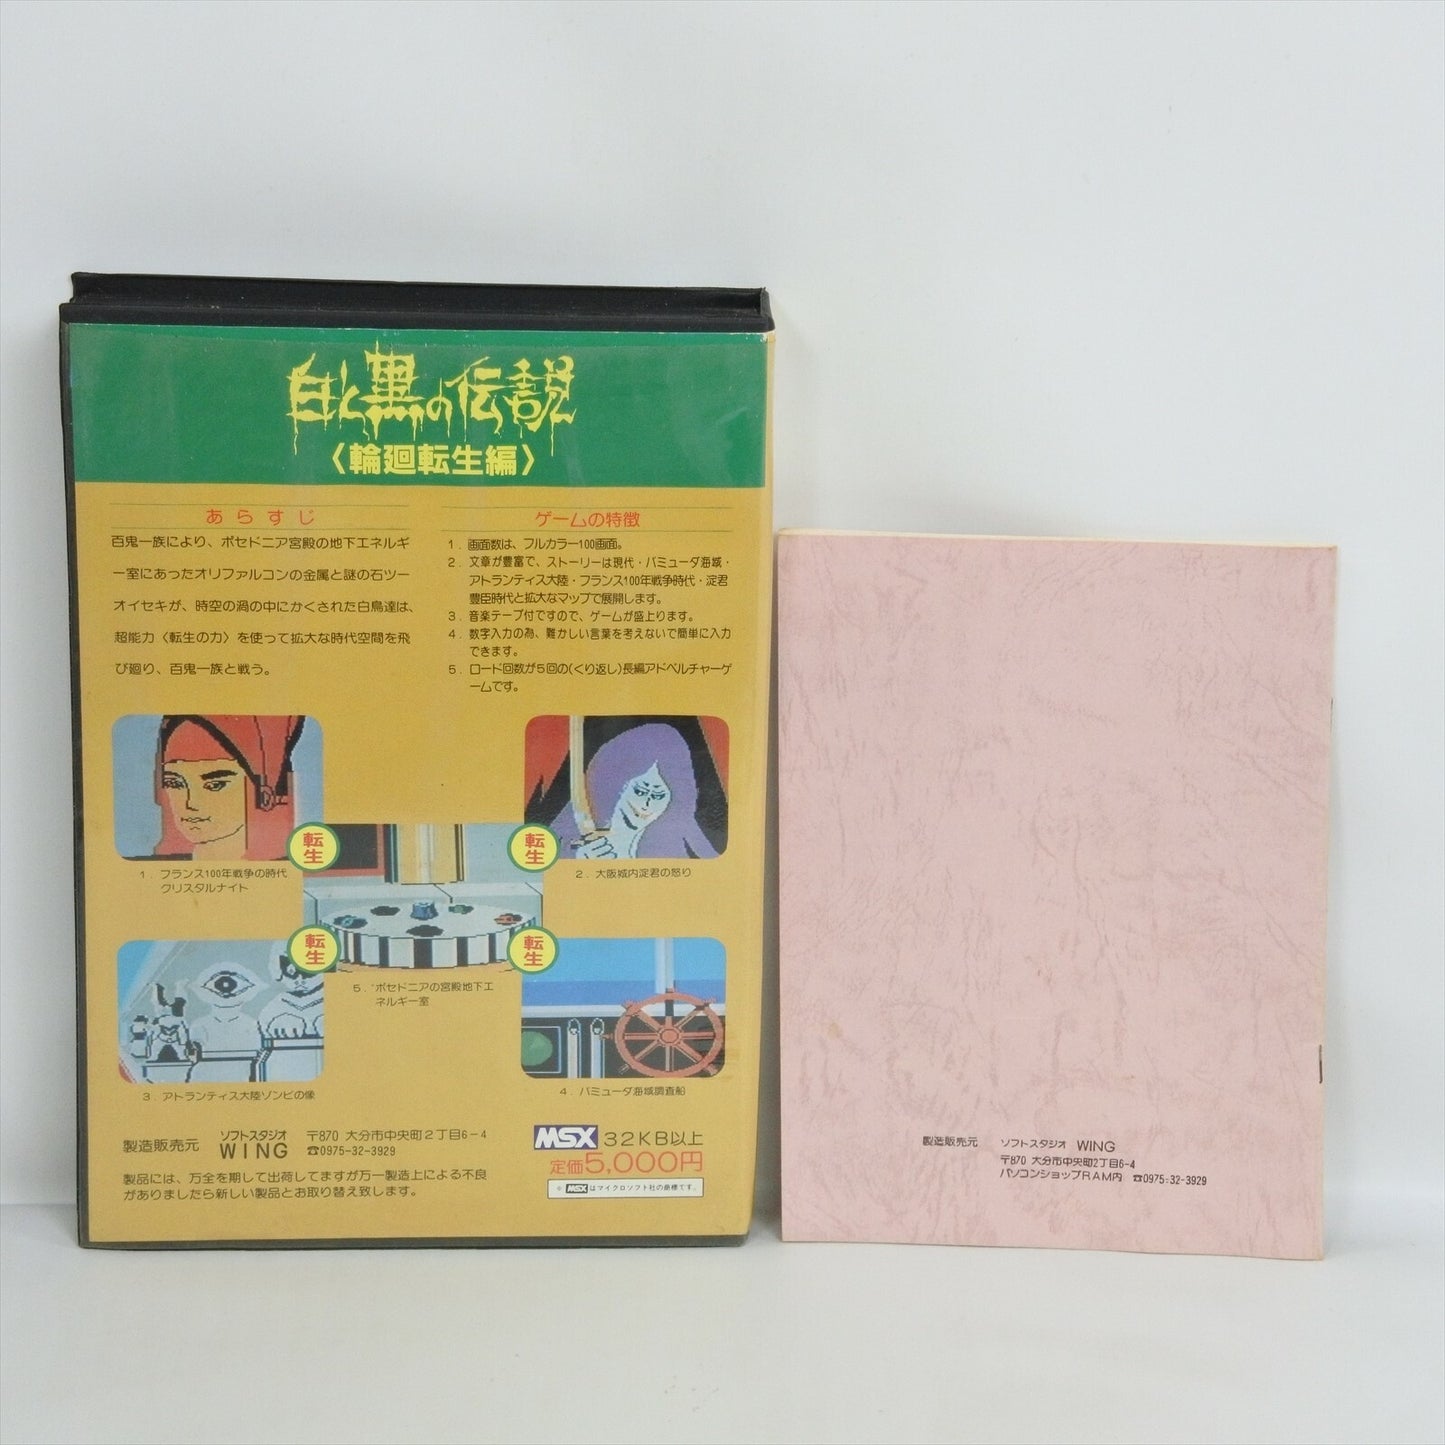 白と黒の伝説
〈輪廻転生編〉
あらすじ
百鬼一族により、ポセドニア宮殿の地下エネルギ
ー室にあったオリファルコンの金属と謎の石ツー
オイセキが、時空の渦の中にかくされた白鳥達は、
超能力〈転生の力〉を使って拡大な時代空間を飛
び廻り、百鬼一族と戦う。
ゲームの特徴
1．画面数は、フルカラー100画面。
2．文章が豊富で、ストーリーは現代・バミューダ海域・
アトランティス大陸・フランス100年戦争時代・淀君
豊臣時代と拡大なマップで展開します。
3．音楽テープ付ですので、ゲームが盛上ります。
4．数字入力の為、難かしい言葉を考えないで簡単に入力
できます。
5．ロード回数が5回の(くり返し)長編アドベルチャーゲ
ームです。
転生
転生
1．フランス100年戦争の時代
クリスタルナイト
2．大阪城内淀君の怒り
転生
転生
5．ポセドニアの宮殿地下エ
ネルギー室
3．アトランティス大陸ゾンビの像
4．バミューダ海域調査船
製造販売元 ソフトスタジオ WING
〒870 大分市中央町2丁目6-4
☎0975-32-3929
製品には、万全を期して出荷してますが万一製造上による不良
がありましたら新しい製品とお取り替え致します。
MSX 32KB以上
定価5,000円
※MSXはマイクロソフト社の商標です。
製造販売元 ソフトスタジオ WING
〒870 大分市中央町2丁目6-4
パソコンショップRAM内 ☎0975-32-3929